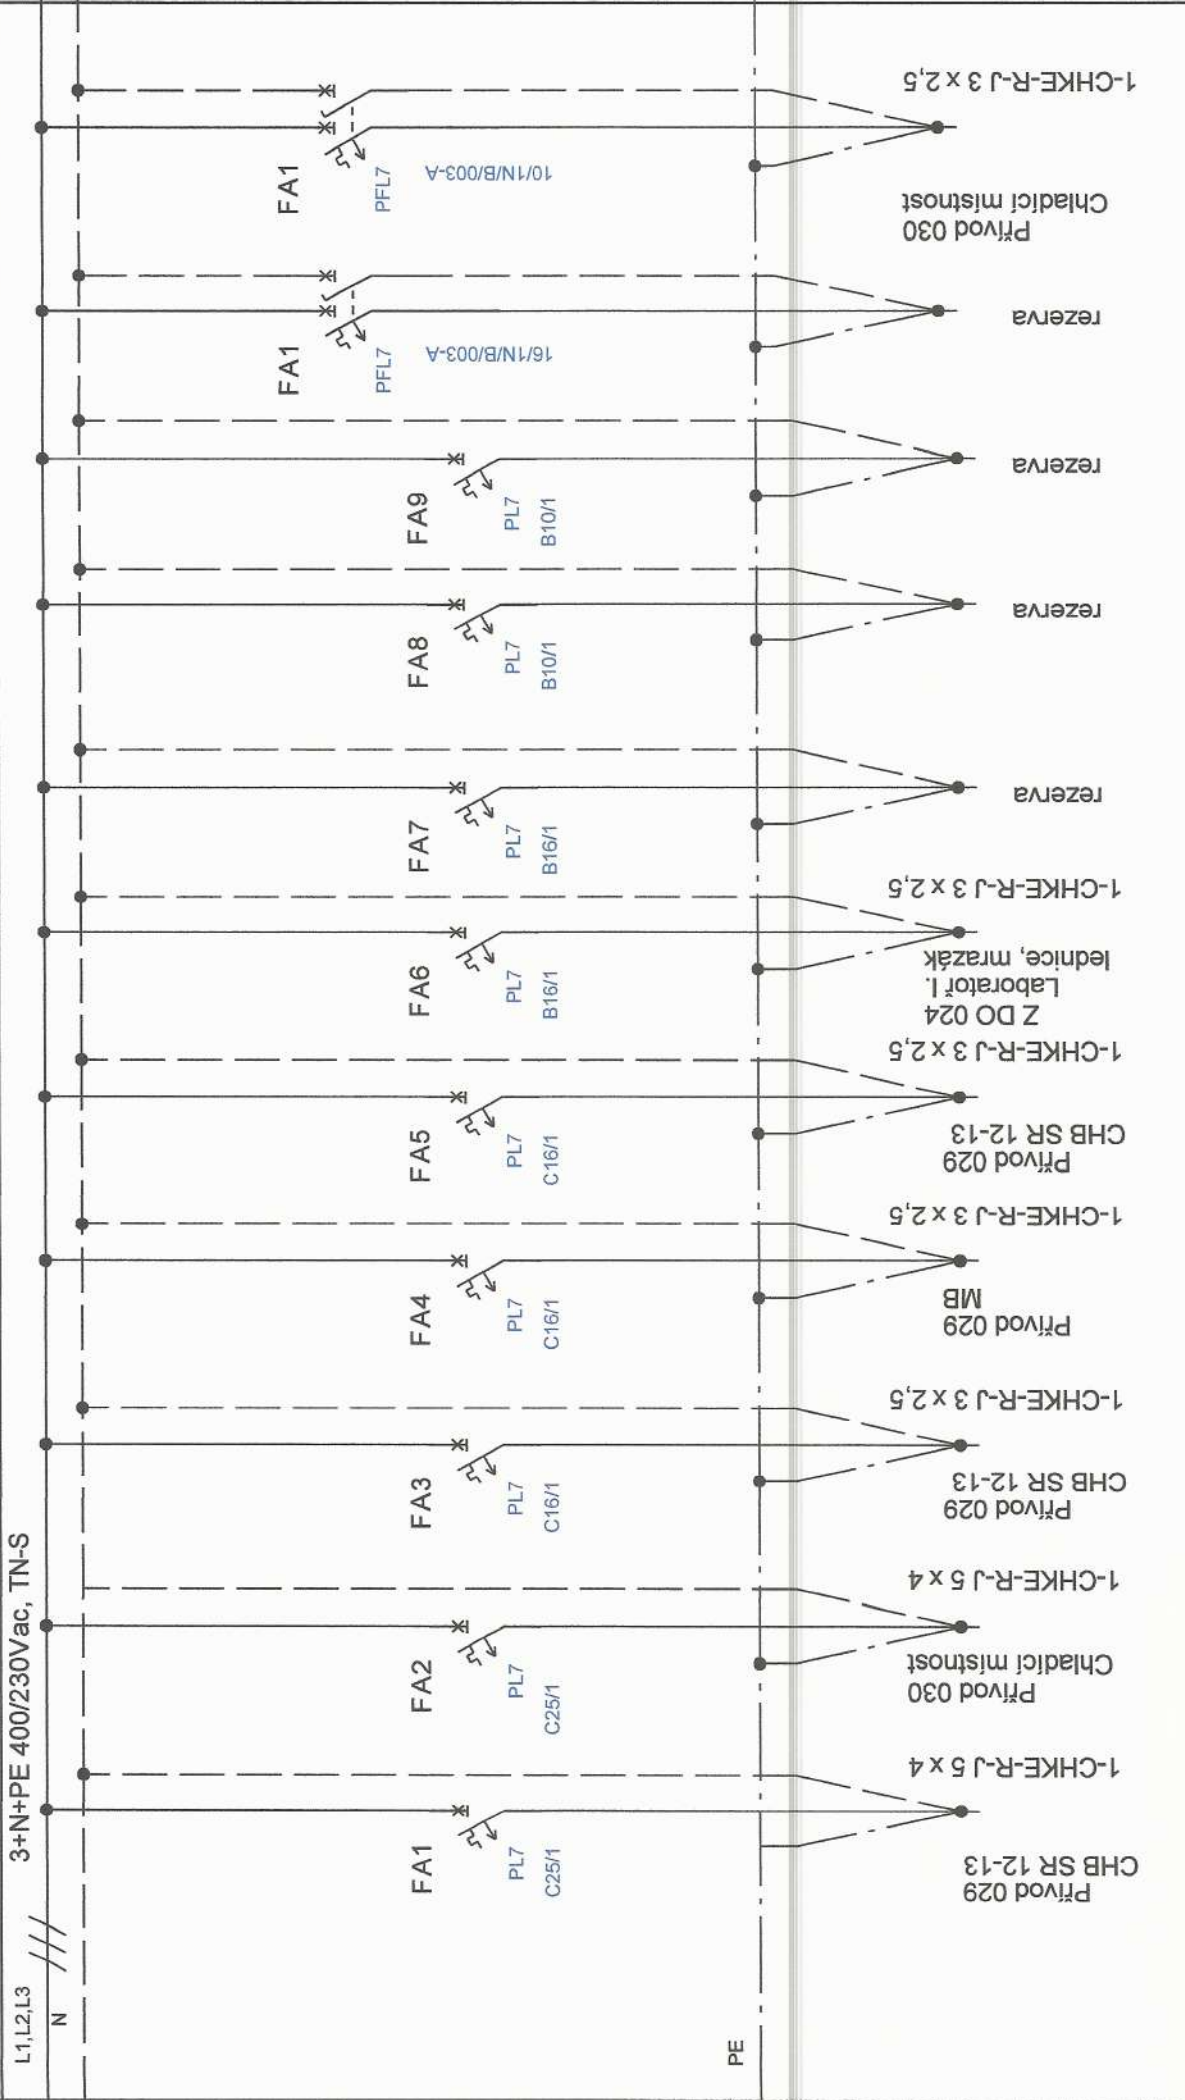 3+N+PE 400/230Vac, TN-S
L1,L2,L3
N
PE
FA1
PL7
C25/1
Přívod 029
CHB SR 12-13
1-CHKE-R-J 5 x 4
FA2
PL7
C25/1
Přívod 030
Chladící místnost
1-CHKE-R-J 5 x 4
FA3
PL7
C16/1
Přívod 029
CHB SR 12-13
1-CHKE-R-J 3 x 2,5
FA4
PL7
C16/1
Přívod 029
MB
1-CHKE-R-J 3 x 2,5
FA5
PL7
C16/1
Přívod 029
CHB SR 12-13
1-CHKE-R-J 3 x 2,5
FA6
PL7
B16/1
Z DO 024
Laboratoř I.
lednice, mrazák
1-CHKE-R-J 3 x 2,5
FA7
PL7
B16/1
rezerva
FA8
PL7
B10/1
rezerva
FA9
PL7
B10/1
rezerva
FA1
PFL7
16/1N/B/003-A
rezerva
FA1
PFL7
10/1N/B/003-A
Přívod 030
Chladící místnost
1-CHKE-R-J 3 x 2,5